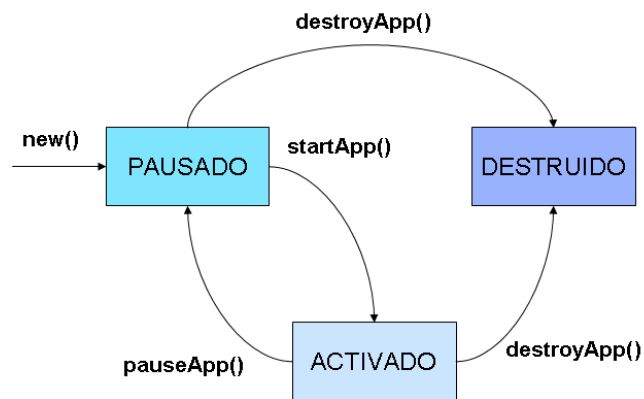 destroyApp()
new()
startApp()
PAUSADO
DESTRUIDO
pauseApp()
ACTIVADO
destroyApp()